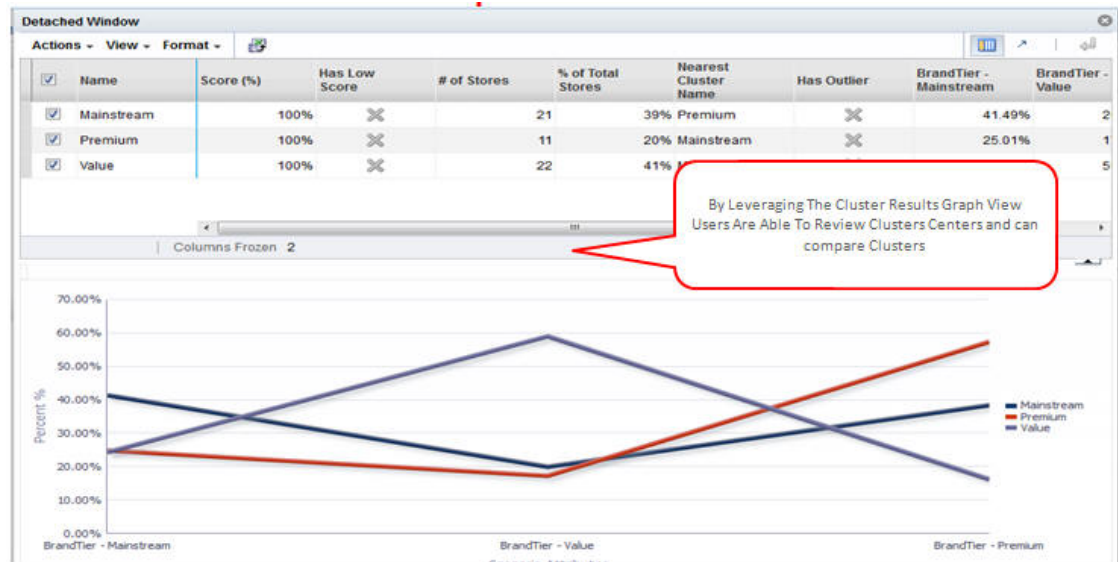 Detached Window
Actions View Format
Name Score (%) Has Low Score # of Stores % of Total Stores Nearest Cluster Name Has Outlier BrandTier - Mainstream BrandTier - Value
Mainstream 100% 21 39% Premium 41.49% 2
Premium 100% 11 20% Mainstream 25.01% 1
Value 100% 22 41% 5
Columns Frozen 2
By Leveraging The Cluster Results Graph View
Users Are Able To Review Clusters Centers and can
compare Clusters
70.00%
60.00%
50.00%
40.00%
30.00%
20.00%
10.00%
0.00%
Percent %
BrandTier - Mainstream BrandTier - Value BrandTier - Premium
Mainstream
Premium
Value